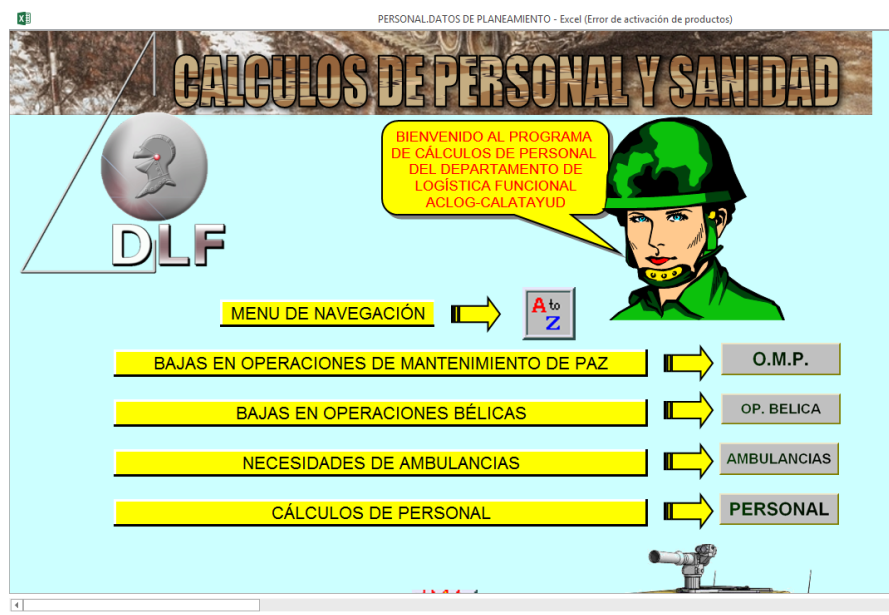 PERSONAL.DATOS DE PLANEAMIENTO - Excel (Error de activación de productos)
CALCULOS DE PERSONAL Y SANIDAD
BIENVENIDO AL PROGRAMA
DE CÁLCULOS DE PERSONAL
DEL DEPARTAMENTO DE
LOGÍSTICA FUNCIONAL
ACLOG-CALATAYUD
DLF
MENU DE NAVEGACIÓN
A to
Z
BAJAS EN OPERACIONES DE MANTENIMIENTO DE PAZ
O.M.P.
BAJAS EN OPERACIONES BÉLICAS
OP. BELICA
NECESIDADES DE AMBULANCIAS
AMBULANCIAS
CÁLCULOS DE PERSONAL
PERSONAL